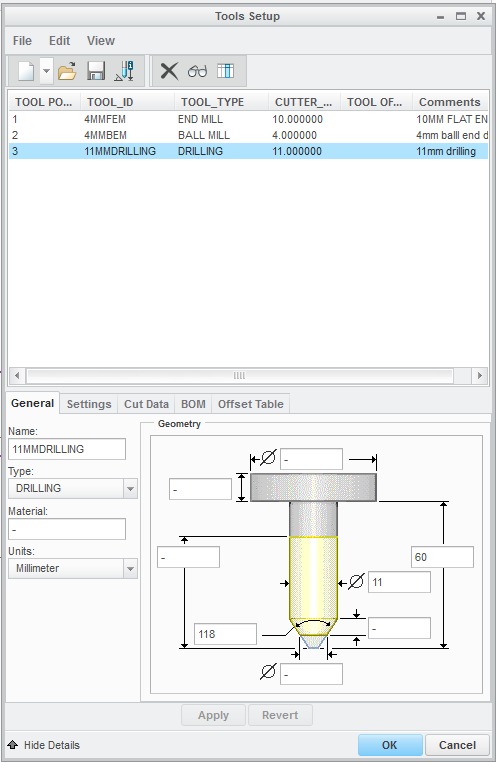 Tools Setup
File Edit View
TOOL PO... TOOL_ID TOOL_TYPE CUTTER_... TOOL OF... Comments
1 4MMFEM END MILL 10.000000 10MM FLAT EN
2 4MMBEM BALL MILL 4.000000 4mm ball end d
3 11MMDRILLING DRILLING 11.000000 11mm drilling
General Settings Cut Data BOM Offset Table
Name:
11MMDRILLING
Type:
DRILLING
Material:
-
Units:
Millimeter
Geometry
Ø -
-
- 60
Ø 11
118 -
Ø -
Apply Revert
Hide Details OK Cancel